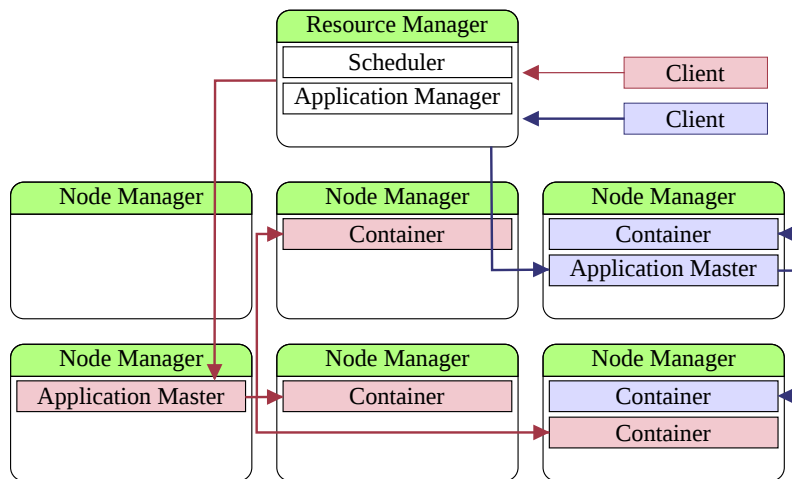 Resource Manager
Scheduler
Application Manager
Client
Client
Node Manager
Node Manager
Container
Node Manager
Container
Application Master
Node Manager
Application Master
Node Manager
Container
Node Manager
Container
Container